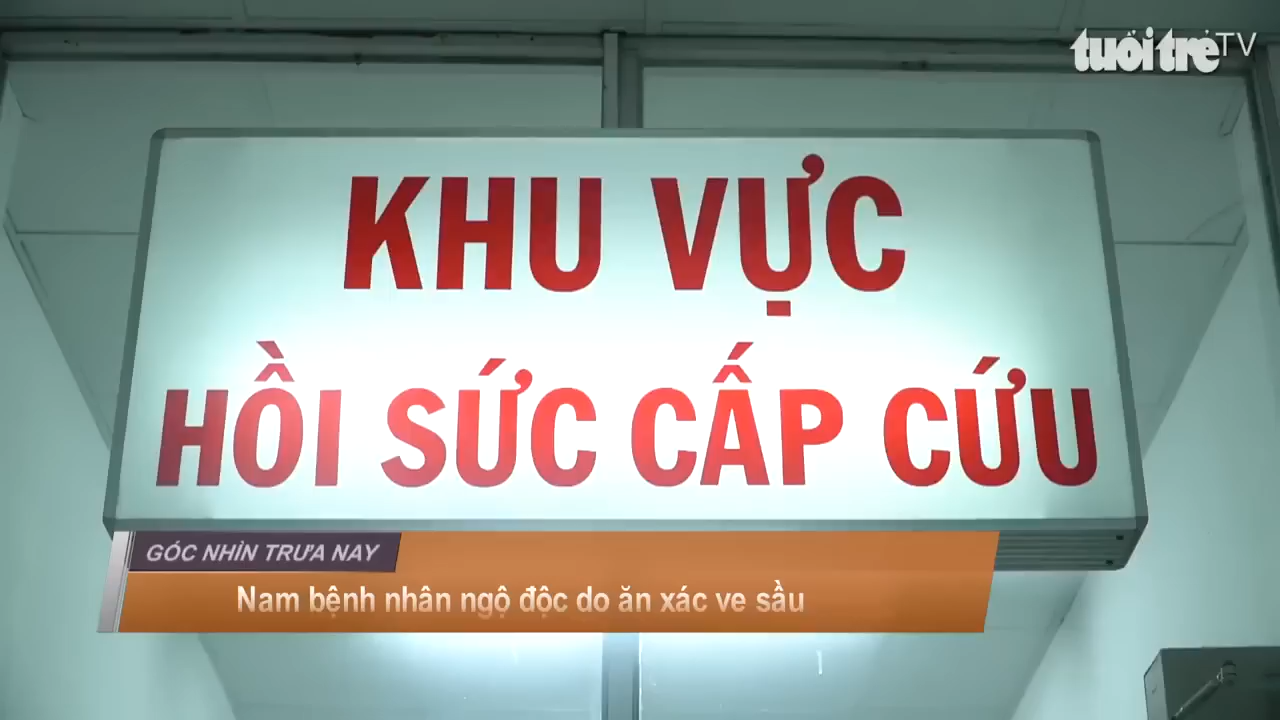 tuổi trẻ TV
KHU VỰC
HỒI SỨC CẤP CỨU
GÓC NHÌN TRƯA NAY
Nam bệnh nhân ngộ độc do ăn xác ve sầu